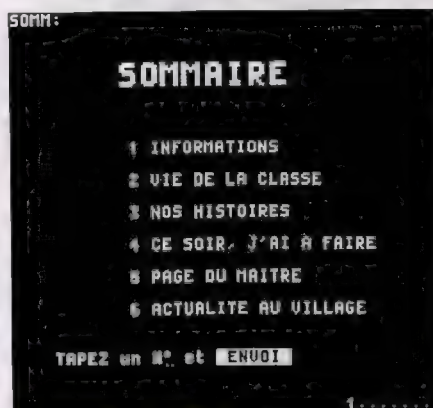 SOMM:
SOMMAIRE
1 INFORMATIONS
2 VIE DE LA CLASSE
3 NOS HISTOIRES
4 CE SOIR, J'AI A FAIRE
5 PAGE DU MAITRE
6 ACTUALITE AU VILLAGE
TAPEZ un N° et ENVOI
1.......